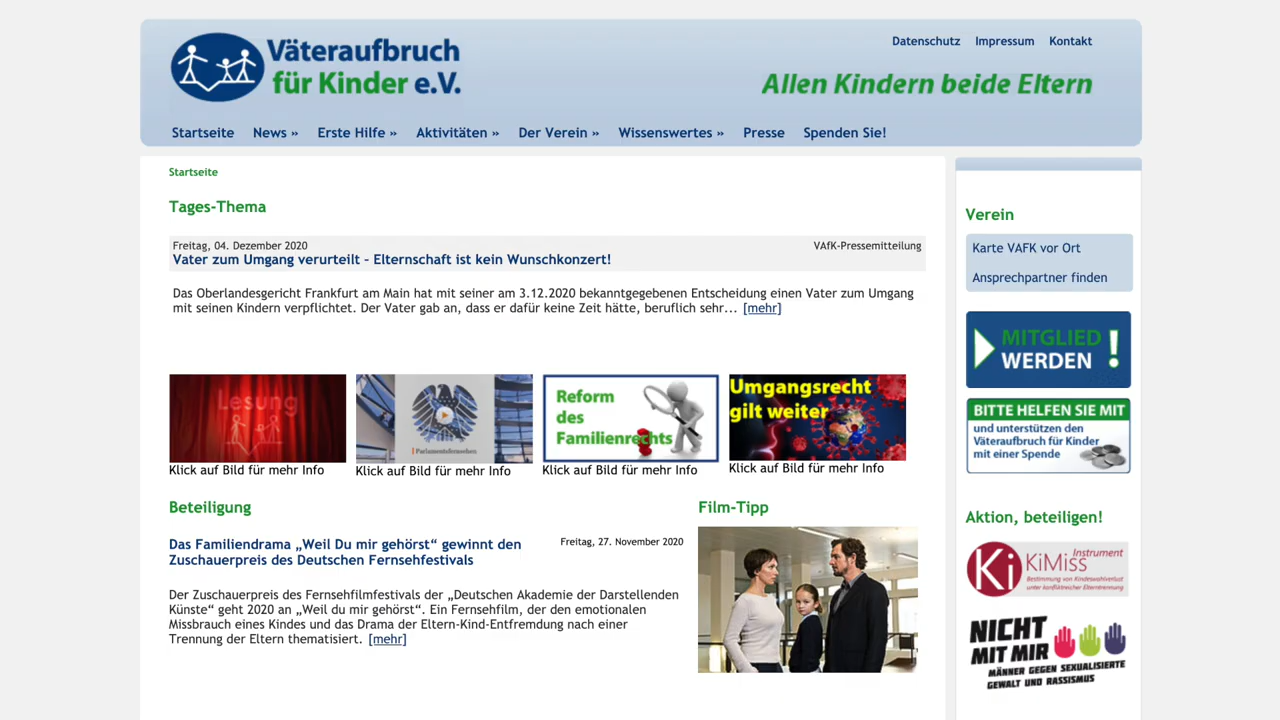 Väteraufbruch
für Kinder e.V.
Datenschutz Impressum Kontakt
Allen Kindern beide Eltern
Startseite News » Erste Hilfe » Aktivitäten » Der Verein » Wissenswertes » Presse Spenden Sie!
Startseite
Tages-Thema
Freitag, 04. Dezember 2020 VAfK-Pressemitteilung
Vater zum Umgang verurteilt – Elternschaft ist kein Wunschkonzert!
Das Oberlandesgericht Frankfurt am Main hat mit seiner am 3.12.2020 bekanntgegebenen Entscheidung einen Vater zum Umgang
mit seinen Kindern verpflichtet. Der Vater gab an, dass er dafür keine Zeit hätte, beruflich sehr... [mehr]
Lesung
Klick auf Bild für mehr Info
Parlamentsfernsehen
Klick auf Bild für mehr Info
Reform
des
Familienrechts
Klick auf Bild für mehr Info
Umgangsrecht
gilt weiter
Klick auf Bild für mehr Info
Beteiligung
Das Familiendrama „Weil Du mir gehörst“ gewinnt den
Zuschauerpreis des Deutschen Fernsehfestivals
Freitag, 27. November 2020
Der Zuschauerpreis des Fernsehfilmfestivals der „Deutschen Akademie der Darstellenden
Künste“ geht 2020 an „Weil du mir gehörst“. Ein Fernsehfilm, der den emotionalen
Missbrauch eines Kindes und das Drama der Eltern-Kind-Entfremdung nach einer
Trennung der Eltern thematisiert. [mehr]
Film-Tipp
Verein
Karte VAFK vor Ort
Ansprechpartner finden
MITGLIED
WERDEN !
BITTE HELFEN SIE MIT
und unterstützen den
Väteraufbruch für Kinder
mit einer Spende
Aktion, beteiligen!
Ki KiMiss Instrument
Bestimmung von Kindeswohlverlust
unter konfliktreicher Elterntrennung
NICHT
MIT MIR
MÄNNER GEGEN SEXUALISIERTE
GEWALT UND RASSISMUS